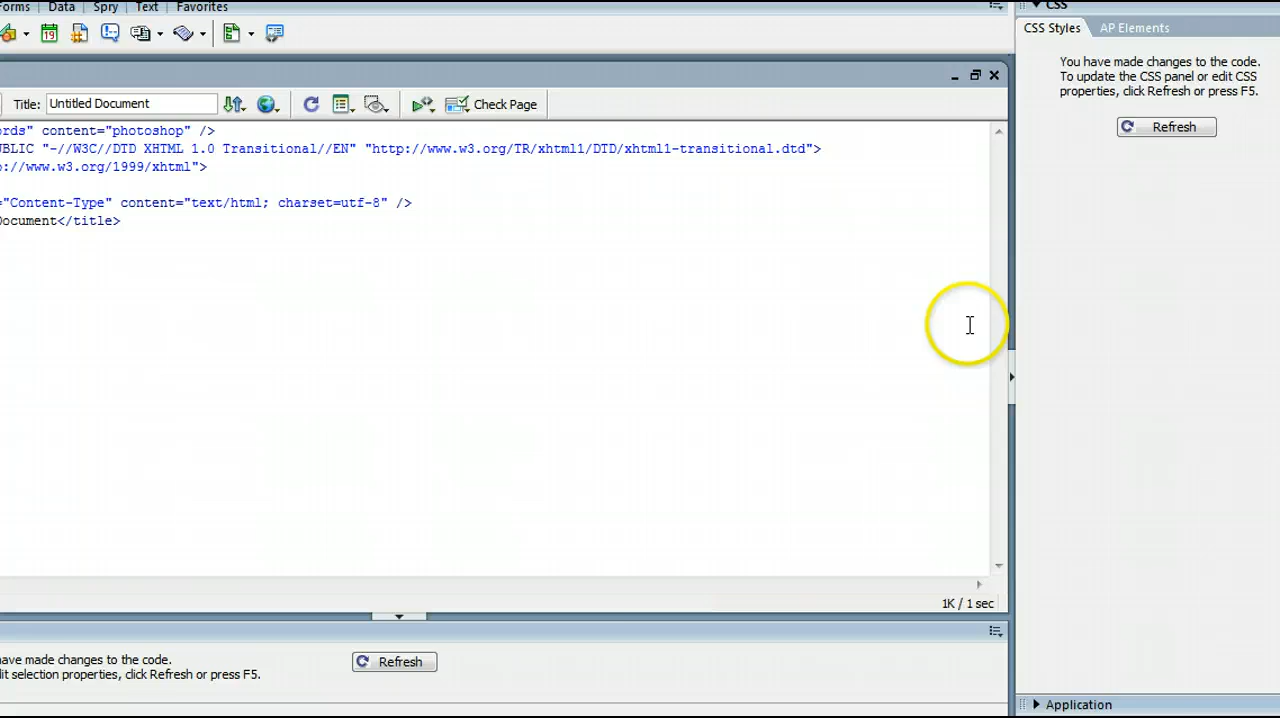 Forms Data Spry Text Favorites
CSS
CSS Styles AP Elements
19
You have made changes to the code.
To update the CSS panel or edit CSS
properties, click Refresh or press F5.
Refresh
Title: Untitled Document Check Page
ords" content="photoshop" />
UBLIC "-//W3C//DTD XHTML 1.0 Transitional//EN" "http://www.w3.org/TR/xhtml1/DTD/xhtml1-transitional.dtd">
p://www.w3.org/1999/xhtml">
="Content-Type" content="text/html; charset=utf-8" />
Document</title>
1K / 1 sec
have made changes to the code.
dit selection properties, click Refresh or press F5.
Refresh
Application